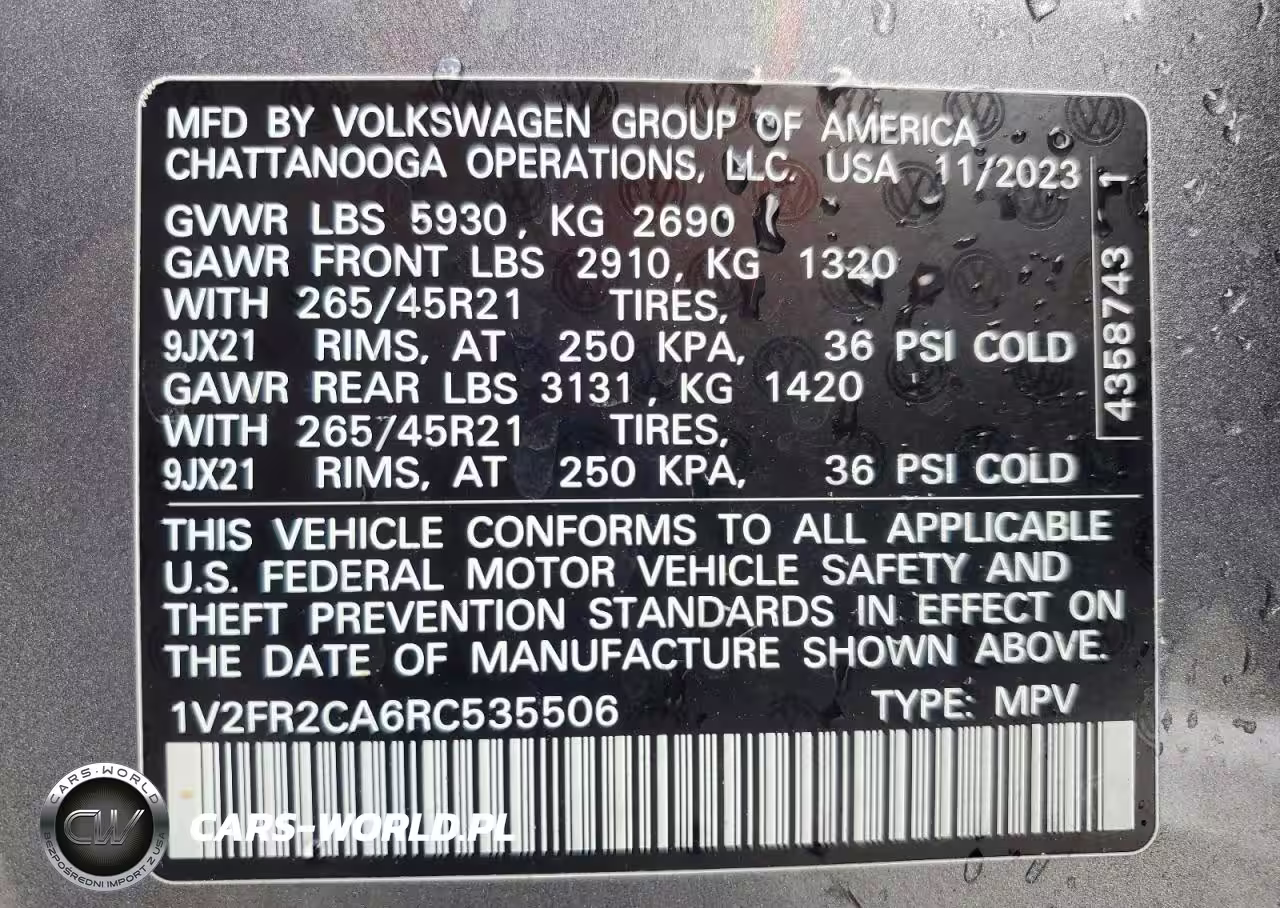 MFD BY VOLKSWAGEN GROUP OF AMERICA
CHATTANOOGA OPERATIONS, LLC. USA 11/2023
GVWR LBS 5930, KG 2690
GAWR FRONT LBS 2910, KG 1320
WITH 265/45R21 TIRES,
9JX21 RIMS, AT 250 KPA, 36 PSI COLD
GAWR REAR LBS 3131, KG 1420
WITH 265/45R21 TIRES,
9JX21 RIMS, AT 250 KPA, 36 PSI COLD
4358743 1
THIS VEHICLE CONFORMS TO ALL APPLICABLE
U.S. FEDERAL MOTOR VEHICLE SAFETY AND
THEFT PREVENTION STANDARDS IN EFFECT ON
THE DATE OF MANUFACTURE SHOWN ABOVE.
1V2FR2CA6RC535506 TYPE: MPV
CARS-WORLD
CW
BEZPOŚREDNI IMPORT Z USA
CARS-WORLD.PL